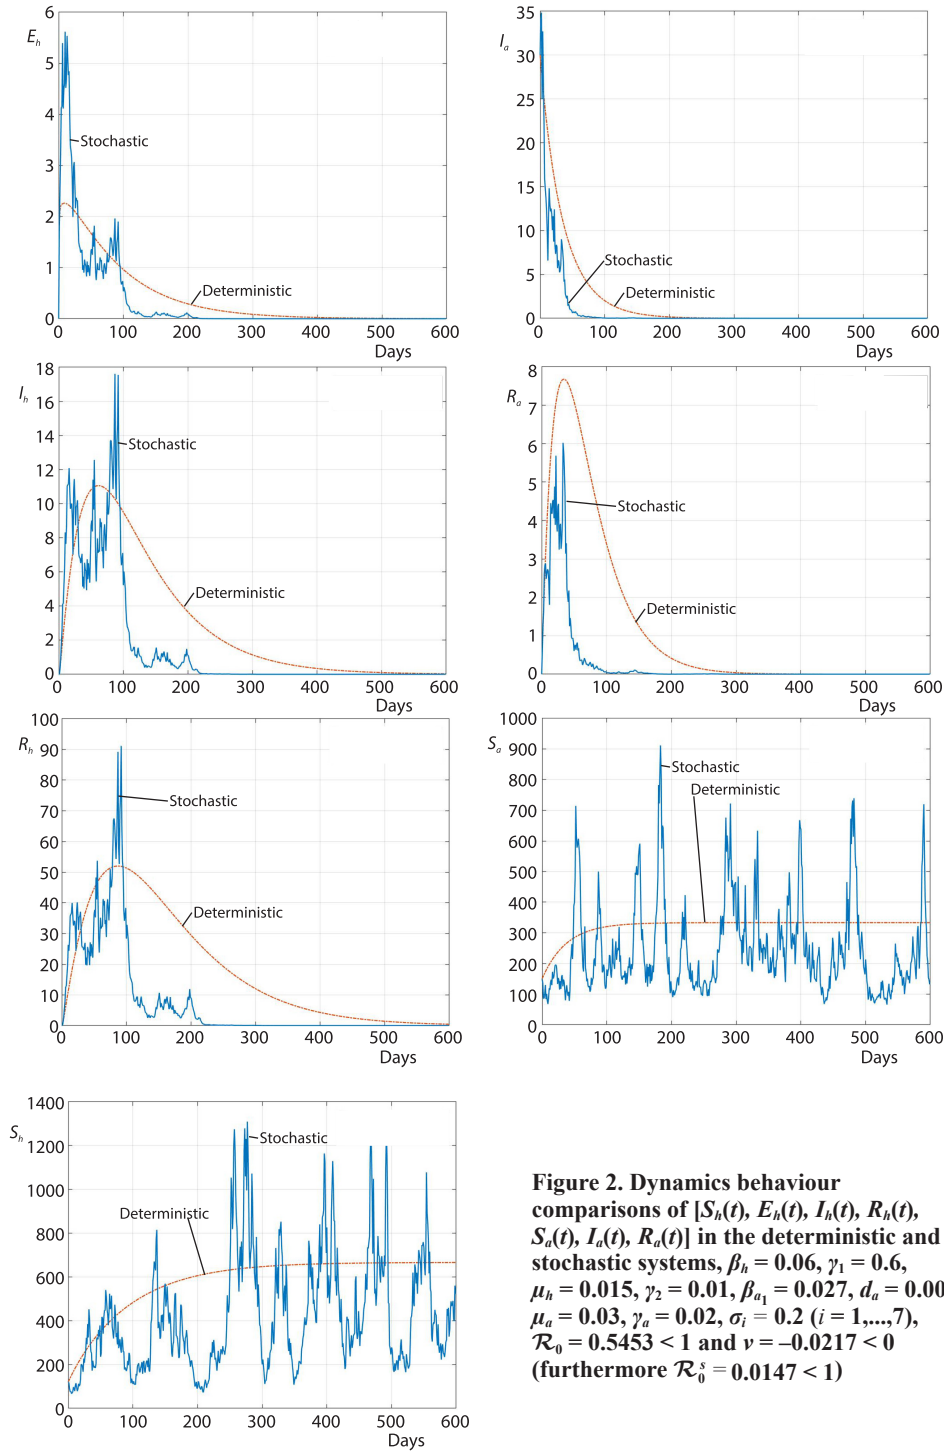 6
E_h
5
Stochastic
4
3
2
1
Deterministic
0
0 100 200 300 400 500 600
Days
35
I_a
30
25
20
15
10
Stochastic
5
Deterministic
0
0 100 200 300 400 500 600
Days
18
I_h
16
14
Stochastic
12
10
8
6
Deterministic
4
2
0
0 100 200 300 400 500 600
Days
8
R_a
7
6
5
Stochastic
4
3
2
Deterministic
1
0
0 100 200 300 400 500 600
Days
100
R_h
90
80
Stochastic
70
60
50
40
Deterministic
30
20
10
0
0 100 200 300 400 500 600
Days
1000
S_a
900
Stochastic
800
Deterministic
700
600
500
400
300
200
100
0
0 100 200 300 400 500 600
Days
1400
S_h
1200
Stochastic
1000
Deterministic
800
600
400
200
0
0 100 200 300 400 500 600
Days
Figure 2. Dynamics behaviour
comparisons of [S_h(t), E_h(t), I_h(t), R_h(t),
S_a(t), I_a(t), R_a(t)] in the deterministic and
stochastic systems, β_h = 0.06, γ_1 = 0.6,
μ_h = 0.015, γ_2 = 0.01, β_{a_1} = 0.027, d_a = 0.00
μ_a = 0.03, γ_a = 0.02, σ_i = 0.2 (i = 1,...,7),
ℛ_0 = 0.5453 < 1 and v = –0.0217 < 0
(furthermore ℛ_0^s = 0.0147 < 1)